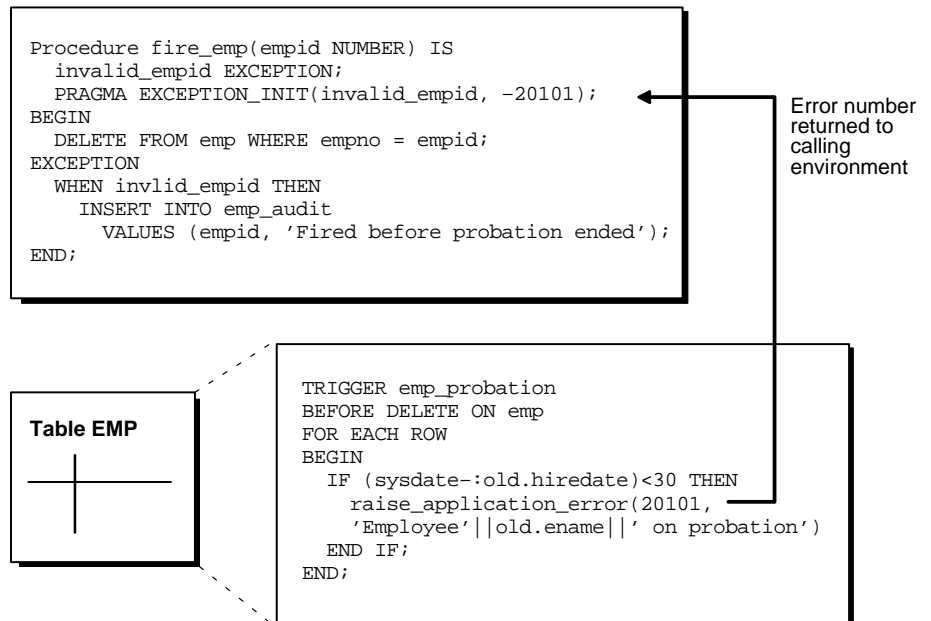 Procedure fire_emp(empid NUMBER) IS
invalid_empid EXCEPTION;
PRAGMA EXCEPTION_INIT(invalid_empid, −20101);
BEGIN
DELETE FROM emp WHERE empno = empid;
EXCEPTION
WHEN invlid_empid THEN
INSERT INTO emp_audit
VALUES (empid, ’Fired before probation ended’);
END;
Error number
returned to
calling
environment
Table EMP
TRIGGER emp_probation
BEFORE DELETE ON emp
FOR EACH ROW
BEGIN
IF (sysdate−:old.hiredate)<30 THEN
raise_application_error(20101,
’Employee’||old.ename||’ on probation’)
END IF;
END;